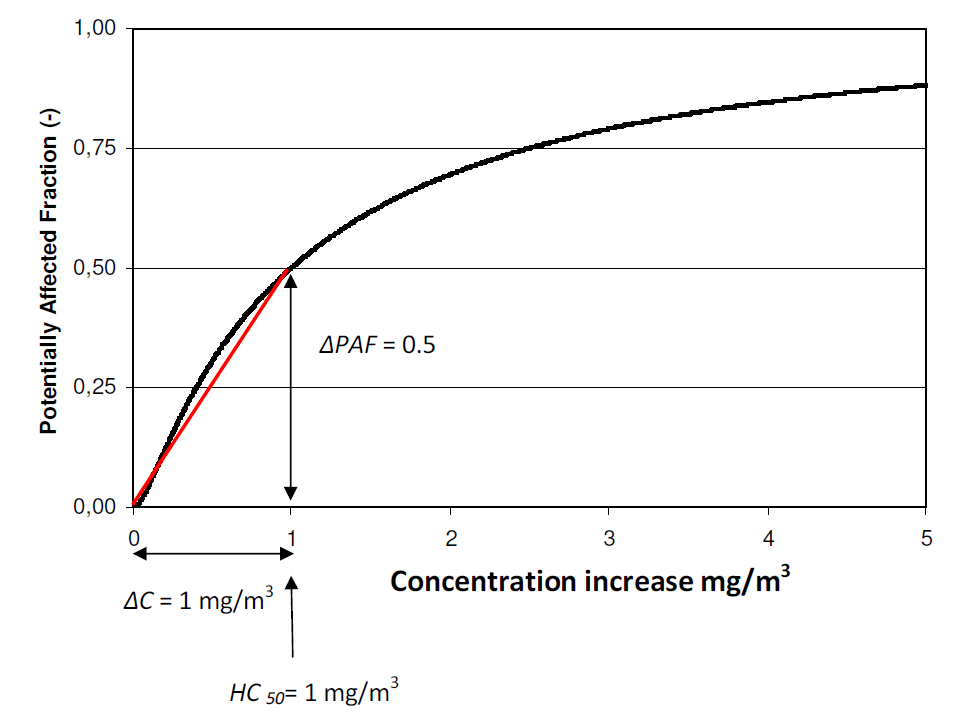 1,00
0,75
0,50
0,25
0,00
Potentially Affected Fraction (-)
ΔPAF = 0.5
0 1 2 3 4 5
Concentration increase mg/m³
ΔC = 1 mg/m³
HC 50= 1 mg/m³